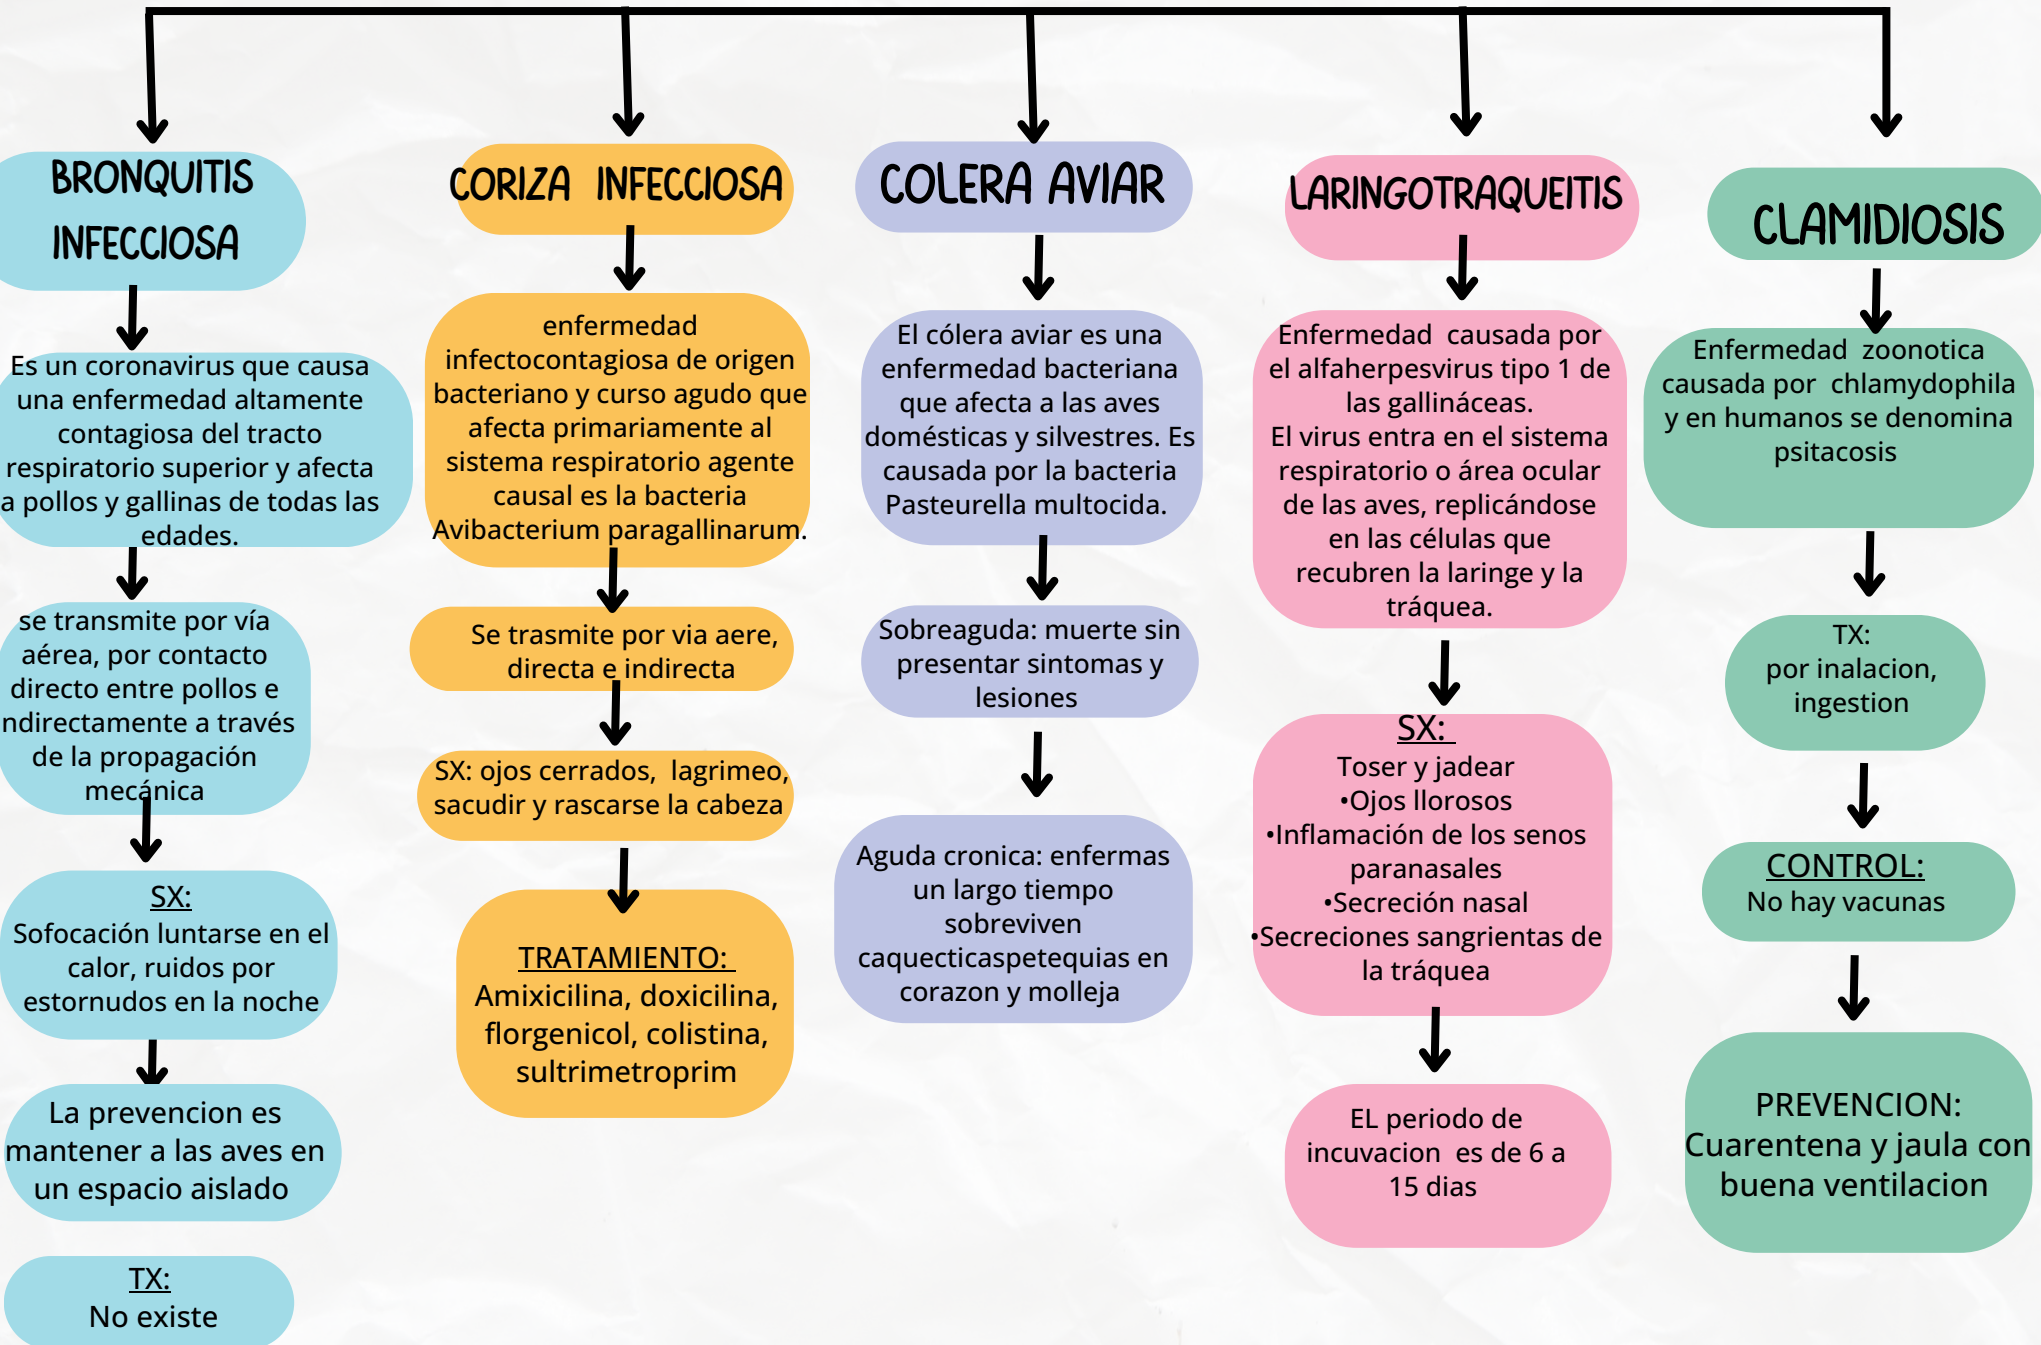 BRONQUITIS
INFECCIOSA
Es un coronavirus que causa
una enfermedad altamente
contagiosa del tracto
respiratorio superior y afecta
a pollos y gallinas de todas las
edades.
se transmite por vía
aérea, por contacto
directo entre pollos e
ndirectamente a través
de la propagación
mecánica
SX:
Sofocación luntarse en el
calor, ruidos por
estornudos en la noche
La prevencion es
mantener a las aves en
un espacio aislado
TX:
No existe
CORIZA INFECCIOSA
enfermedad
infectocontagiosa de origen
bacteriano y curso agudo que
afecta primariamente al
sistema respiratorio agente
causal es la bacteria
Avibacterium paragallinarum.
Se trasmite por via aere,
directa e indirecta
SX: ojos cerrados, lagrimeo,
sacudir y rascarse la cabeza
TRATAMIENTO:
Amixicilina, doxicilina,
florgenicol, colistina,
sultrimetroprim
COLERA AVIAR
El cólera aviar es una
enfermedad bacteriana
que afecta a las aves
domésticas y silvestres. Es
causada por la bacteria
Pasteurella multocida.
Sobreaguda: muerte sin
presentar sintomas y
lesiones
Aguda cronica: enfermas
un largo tiempo
sobreviven
caquecticaspetequias en
corazon y molleja
LARINGOTRAQUEITIS
Enfermedad causada por
el alfaherpesvirus tipo 1 de
las gallináceas.
El virus entra en el sistema
respiratorio o área ocular
de las aves, replicándose
en las células que
recubren la laringe y la
tráquea.
SX:
Toser y jadear
•Ojos llorosos
•Inflamación de los senos
paranasales
•Secreción nasal
•Secreciones sangrientas de
la tráquea
EL periodo de
incuvacion es de 6 a
15 dias
CLAMIDIOSIS
Enfermedad zoonotica
causada por chlamydophila
y en humanos se denomina
psitacosis
TX:
por inalacion,
ingestion
CONTROL:
No hay vacunas
PREVENCION:
Cuarentena y jaula con
buena ventilacion